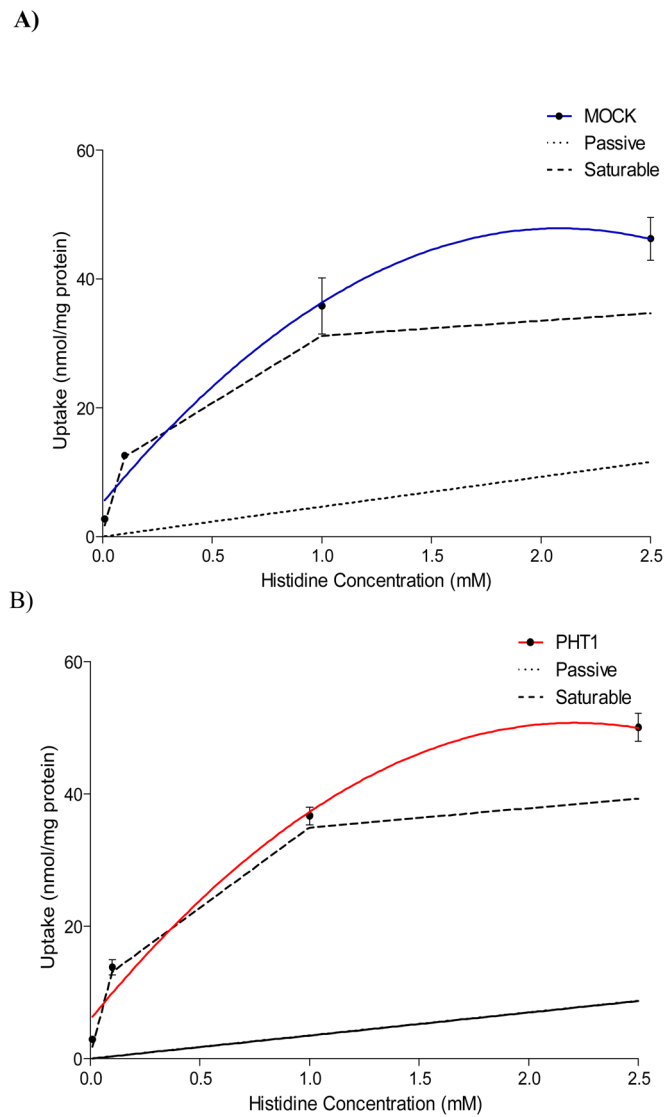 A)
MOCK
Passive
Saturable
60
40
20
0
Uptake (nmol/mg protein)
0.0 0.5 1.0 1.5 2.0 2.5
Histidine Concentration (mM)
B)
PHT1
Passive
Saturable
60
40
20
0
Uptake (nmol/mg protein)
0.0 0.5 1.0 1.5 2.0 2.5
Histidine Concentration (mM)